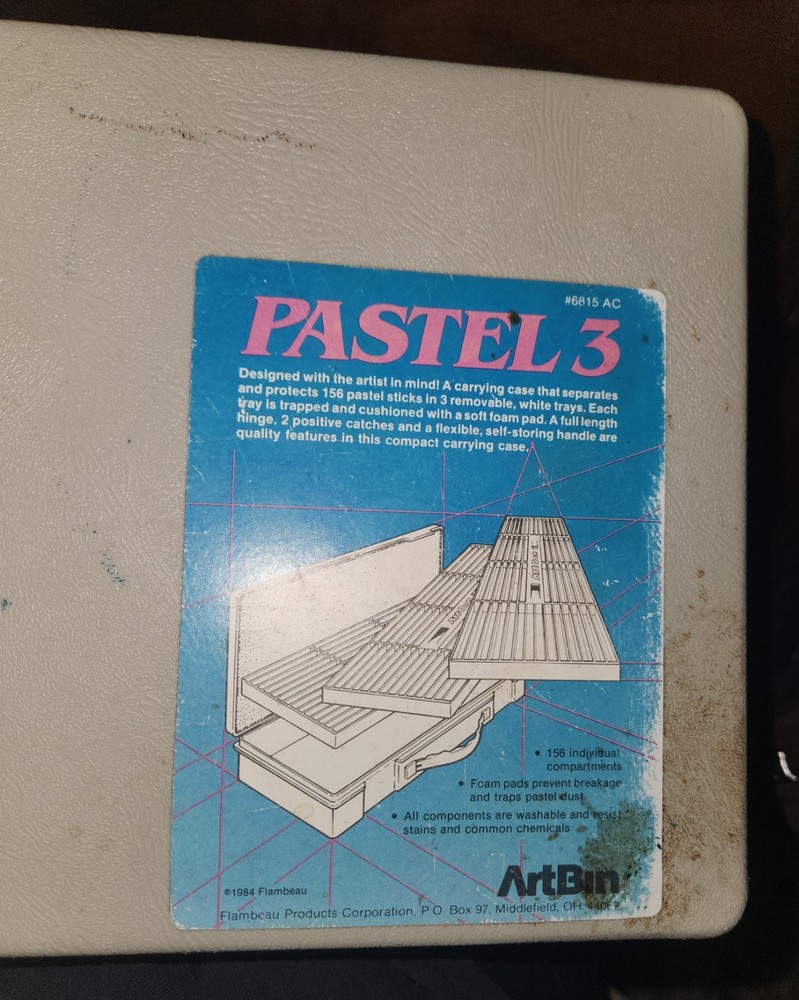 #6815 AC
PASTEL 3
Designed with the artist in mind! A carrying case that separates
and protects 156 pastel sticks in 3 removable, white trays. Each
tray is trapped and cushioned with a soft foam pad. A full length
hinge, 2 positive catches and a flexible, self-storing handle are
quality features in this compact carrying case.
• 156 individual
compartments
• Foam pads prevent breakage
and traps pastel dust
• All components are washable and resist
stains and common chemicals
ArtBin
©1984 Flambeau
Flambeau Products Corporation, P.O. Box 97, Middlefield, OH